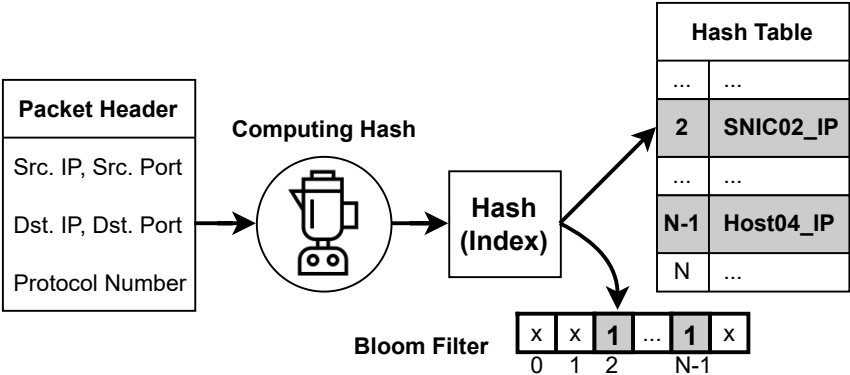 Packet Header
Src. IP, Src. Port
Dst. IP, Dst. Port
Protocol Number
Computing Hash
Hash
(Index)
Hash Table
... ...
2 SNIC02_IP
... ...
N-1 Host04_IP
N ...
Bloom Filter
x x 1 ... 1 x
0 1 2 N-1